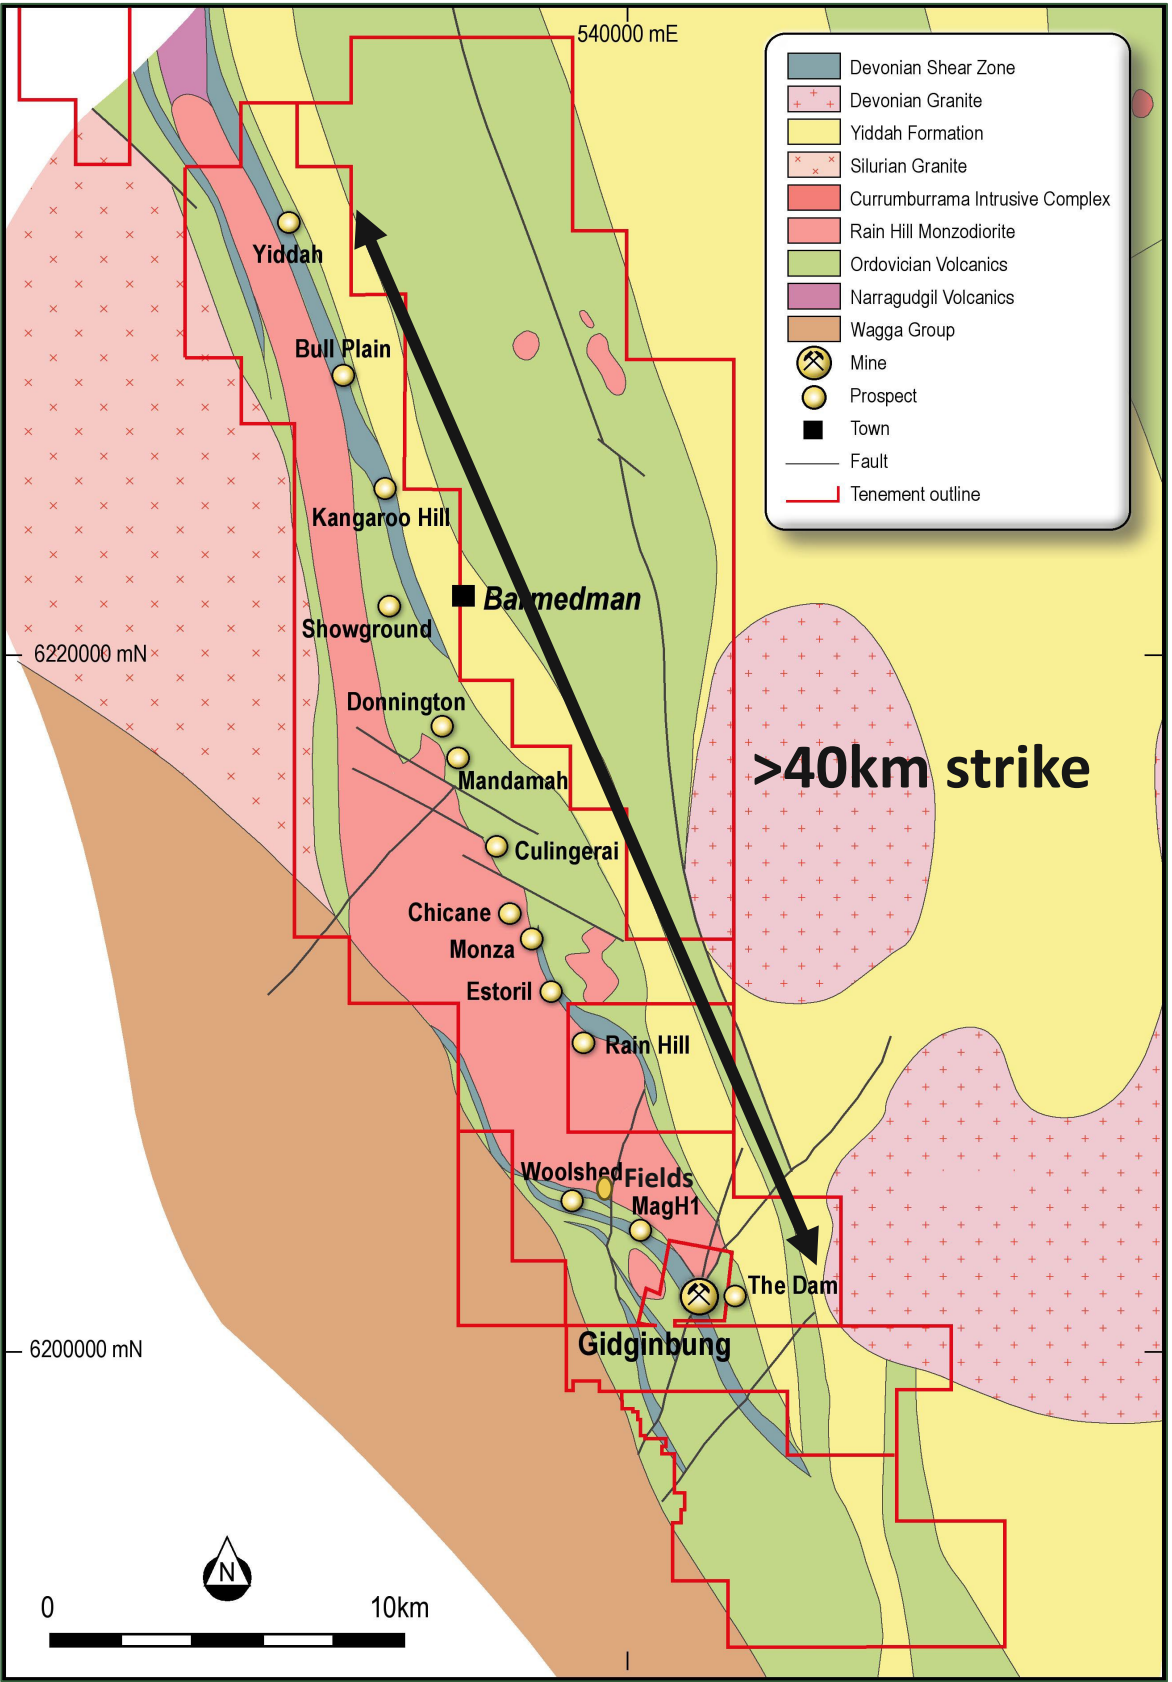 540000 mE
Devonian Shear Zone
Devonian Granite
Yiddah Formation
Silurian Granite
Currumburrama Intrusive Complex
Rain Hill Monzodiorite
Ordovician Volcanics
Narragudgil Volcanics
Wagga Group
Mine
Prospect
Town
Fault
Tenement outline
Yiddah
Bull Plain
Kangaroo Hill
Barmedman
Showground
6220000 mN
Donnington
>40km strike
Mandamah
Culingerai
Chicane
Monza
Estoril
Rain Hill
Woolshed
Fields
MagH1
The Dam
Gidginbung
6200000 mN
N
0 10km